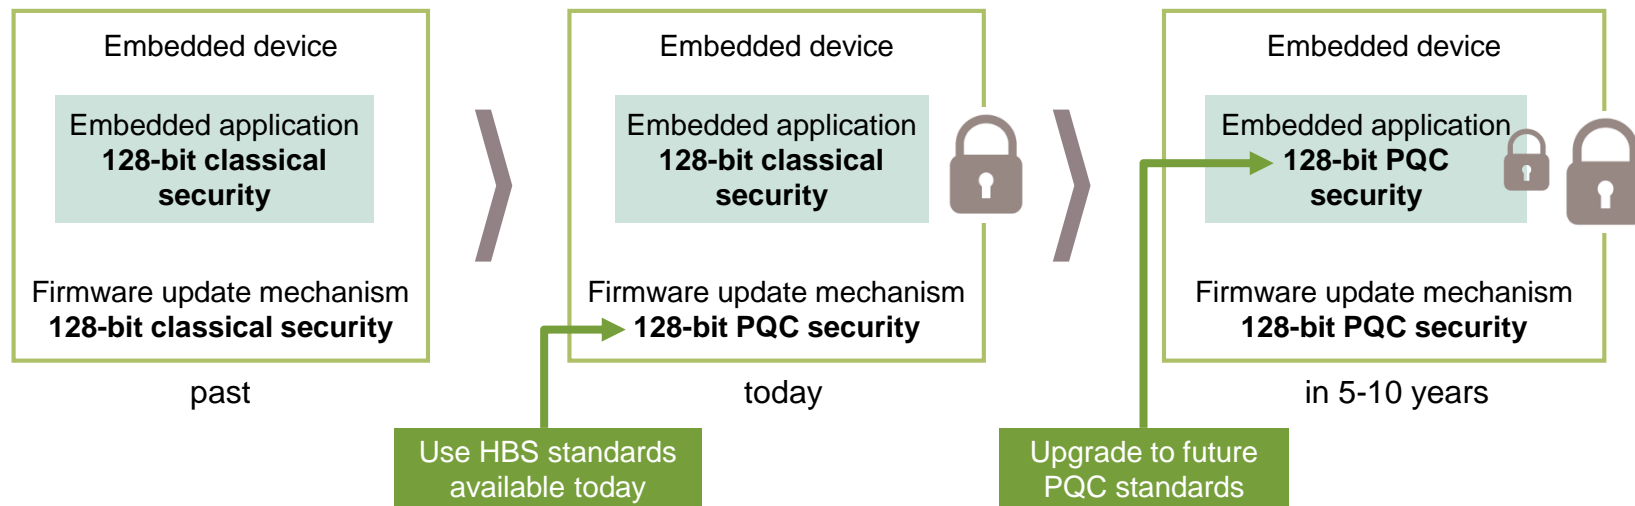 Embedded device
Embedded application
128-bit classical
security
Firmware update mechanism
128-bit classical security
past
Embedded device
Embedded application
128-bit classical
security
Firmware update mechanism
128-bit PQC security
today
Use HBS standards
available today
Embedded device
Embedded application
128-bit PQC
security
Firmware update mechanism
128-bit PQC security
in 5-10 years
Upgrade to future
PQC standards